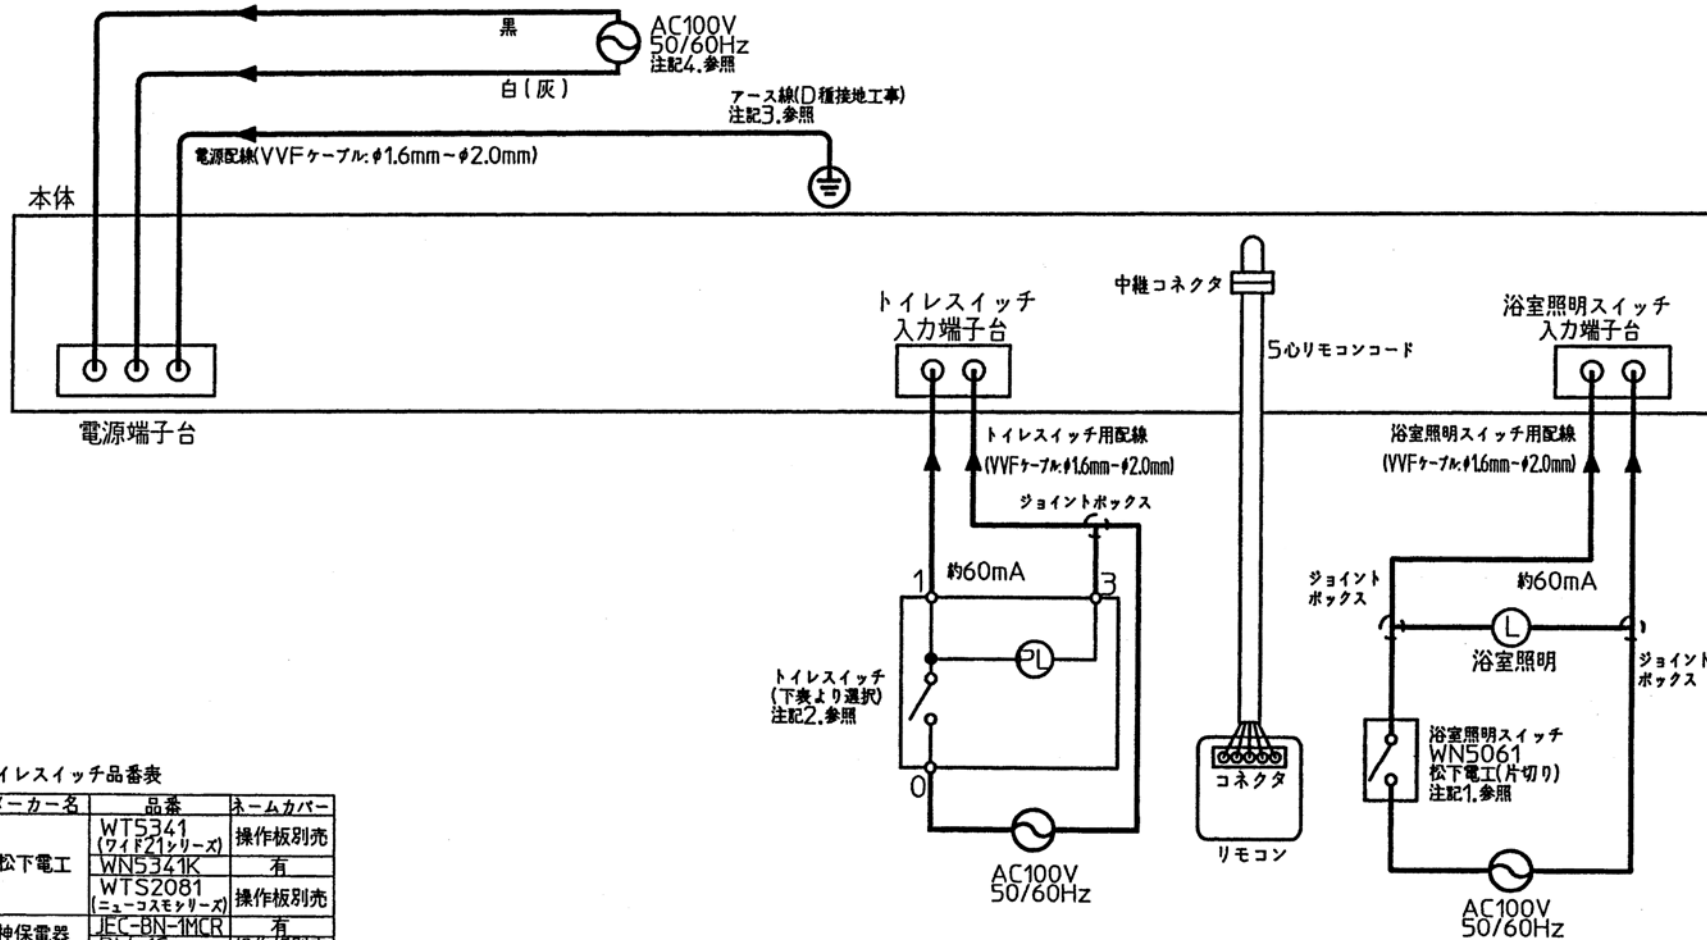 黒
AC100V
50/60Hz
注記4.参照
白(灰)
アース線(D種接地工事)
注記3.参照
電源配線(VVFケーブル:φ1.6mm~φ2.0mm)
本体
電源端子台
トイレスイッチ
入力端子台
中継コネクタ
5心リモコンコード
浴室照明スイッチ
入力端子台
トイレスイッチ用配線
(VVFケーブル:φ1.6mm~φ2.0mm)
ジョイントボックス
浴室照明スイッチ用配線
(VVFケーブル:φ1.6mm~φ2.0mm)
1
約60mA
3
PL
トイレスイッチ
(下表より選択)
注記2.参照
0
AC100V
50/60Hz
コネクタ
リモコン
ジョイント
ボックス
約60mA
L
浴室照明
ジョイント
ボックス
浴室照明スイッチ
WN5061
松下電工(片切り)
注記1.参照
AC100V
50/60Hz
イレスイッチ品番表
メーカー名 品番 ネームカバー
松下電工
WT5341
(ワイド21シリーズ)
操作板別売
WN5341K 有
WTS2081
(ニューコスモシリーズ)
操作板別売
神保電器
JEC-BN-1MCR 有